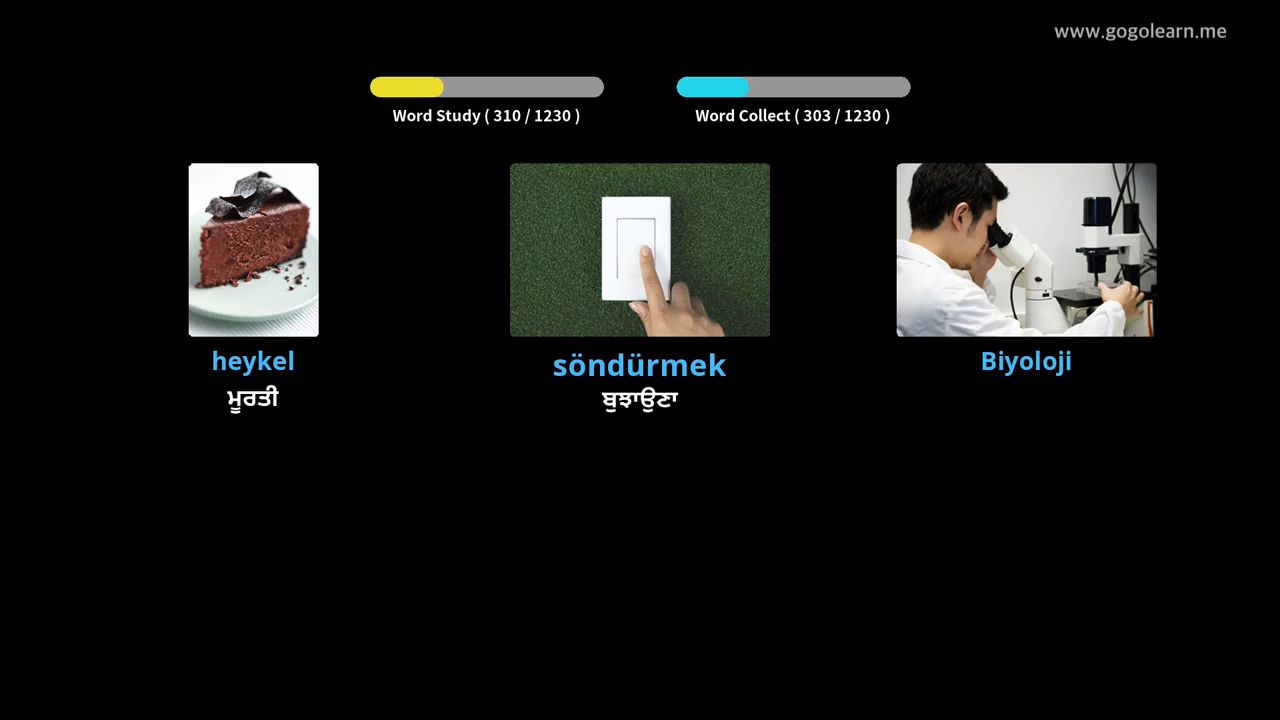 www.gogolearn.me
Word Study ( 310 / 1230 )
Word Collect ( 303 / 1230 )
heykel
ਮੂਰਤੀ
söndürmek
ਬੁਝਾਉਣਾ
Biyoloji